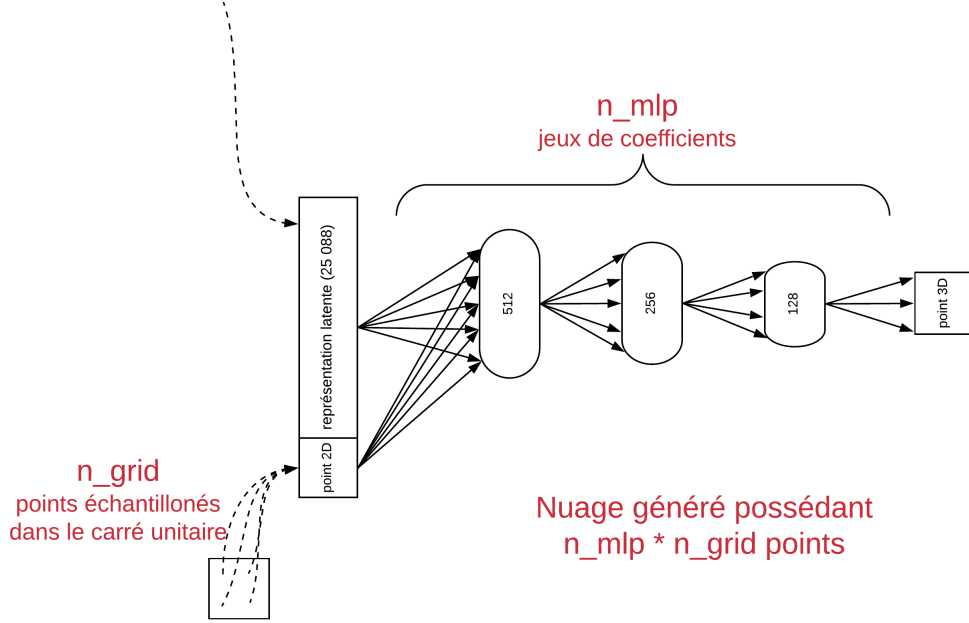 n_mlp
jeux de coefficients
représentation latente (25 088)
point 2D
512
256
128
point 3D
n_grid
points échantillonés
dans le carré unitaire
Nuage généré possédant
n_mlp * n_grid points